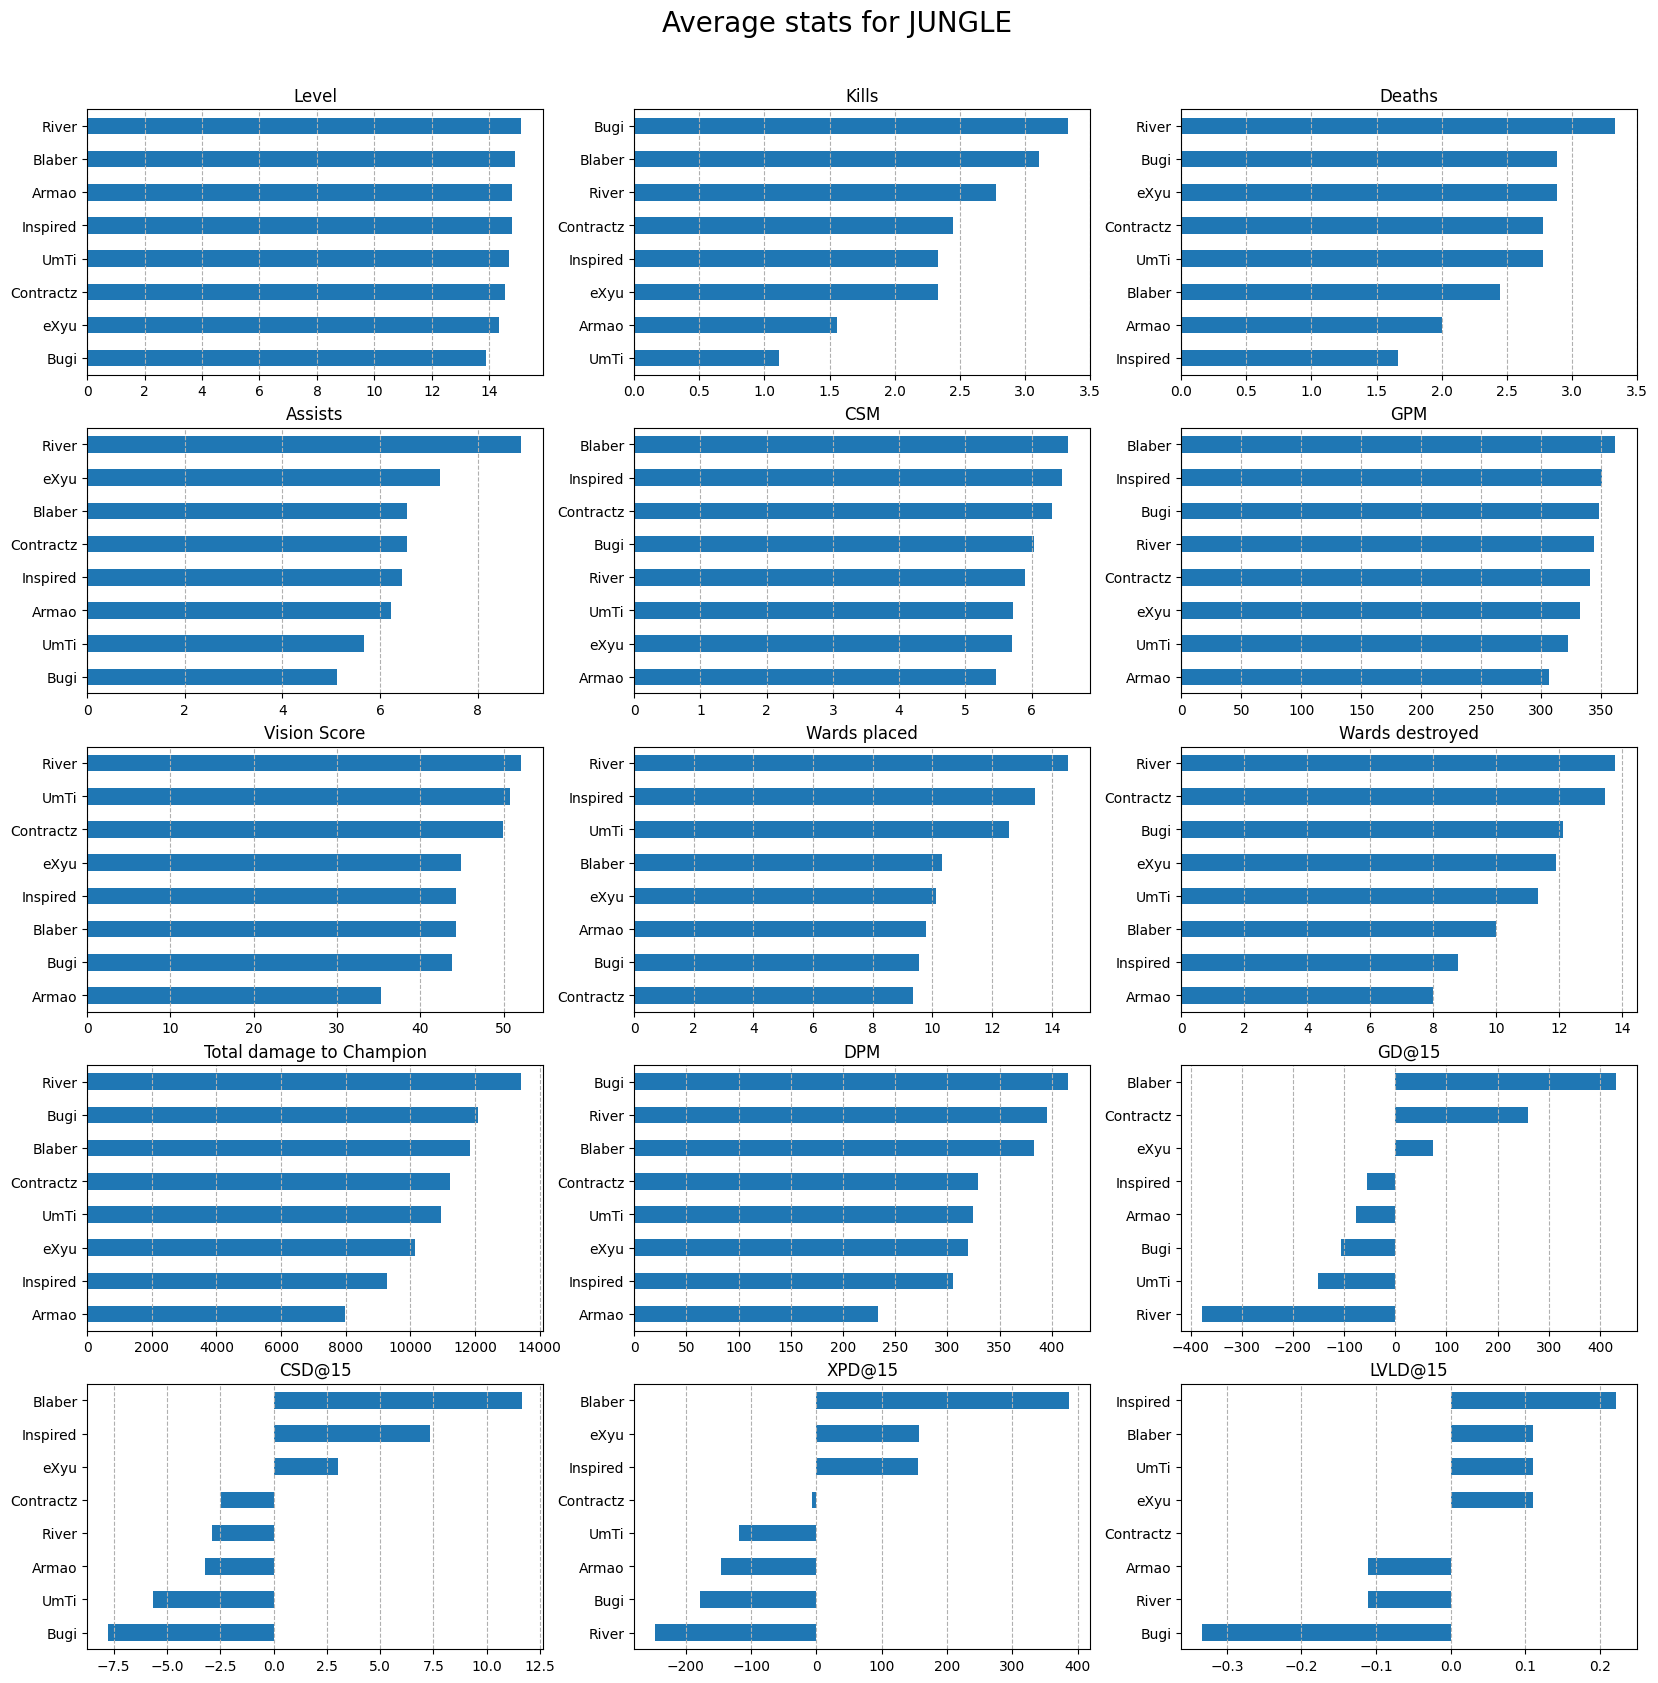 Average stats for JUNGLE
Level
River
Blaber
Armao
Inspired
UmTi
Contractz
eXyu
Bugi
0 2 4 6 8 10 12 14
Kills
Bugi
Blaber
River
Contractz
Inspired
eXyu
Armao
UmTi
0.0 0.5 1.0 1.5 2.0 2.5 3.0 3.5
Deaths
River
Bugi
eXyu
Contractz
UmTi
Blaber
Armao
Inspired
0.0 0.5 1.0 1.5 2.0 2.5 3.0 3.5
Assists
River
eXyu
Blaber
Contractz
Inspired
Armao
UmTi
Bugi
0 2 4 6 8
CSM
Blaber
Inspired
Contractz
Bugi
River
UmTi
eXyu
Armao
0 1 2 3 4 5 6
GPM
Blaber
Inspired
Bugi
River
Contractz
eXyu
UmTi
Armao
0 50 100 150 200 250 300 350
Vision Score
River
UmTi
Contractz
eXyu
Inspired
Blaber
Bugi
Armao
0 10 20 30 40 50
Wards placed
River
Inspired
UmTi
Blaber
eXyu
Armao
Bugi
Contractz
0 2 4 6 8 10 12 14
Wards destroyed
River
Contractz
Bugi
eXyu
UmTi
Blaber
Inspired
Armao
0 2 4 6 8 10 12 14
Total damage to Champion
River
Bugi
Blaber
Contractz
UmTi
eXyu
Inspired
Armao
0 2000 4000 6000 8000 10000 12000 14000
DPM
Bugi
River
Blaber
Contractz
UmTi
eXyu
Inspired
Armao
0 50 100 150 200 250 300 350 400
GD@15
Blaber
Contractz
eXyu
Inspired
Armao
Bugi
UmTi
River
−400 −300 −200 −100 0 100 200 300 400
CSD@15
Blaber
Inspired
eXyu
Contractz
River
Armao
UmTi
Bugi
−7.5 −5.0 −2.5 0.0 2.5 5.0 7.5 10.0 12.5
XPD@15
Blaber
eXyu
Inspired
Contractz
UmTi
Armao
Bugi
River
−200 −100 0 100 200 300 400
LVLD@15
Inspired
Blaber
UmTi
eXyu
Contractz
Armao
River
Bugi
−0.3 −0.2 −0.1 0.0 0.1 0.2